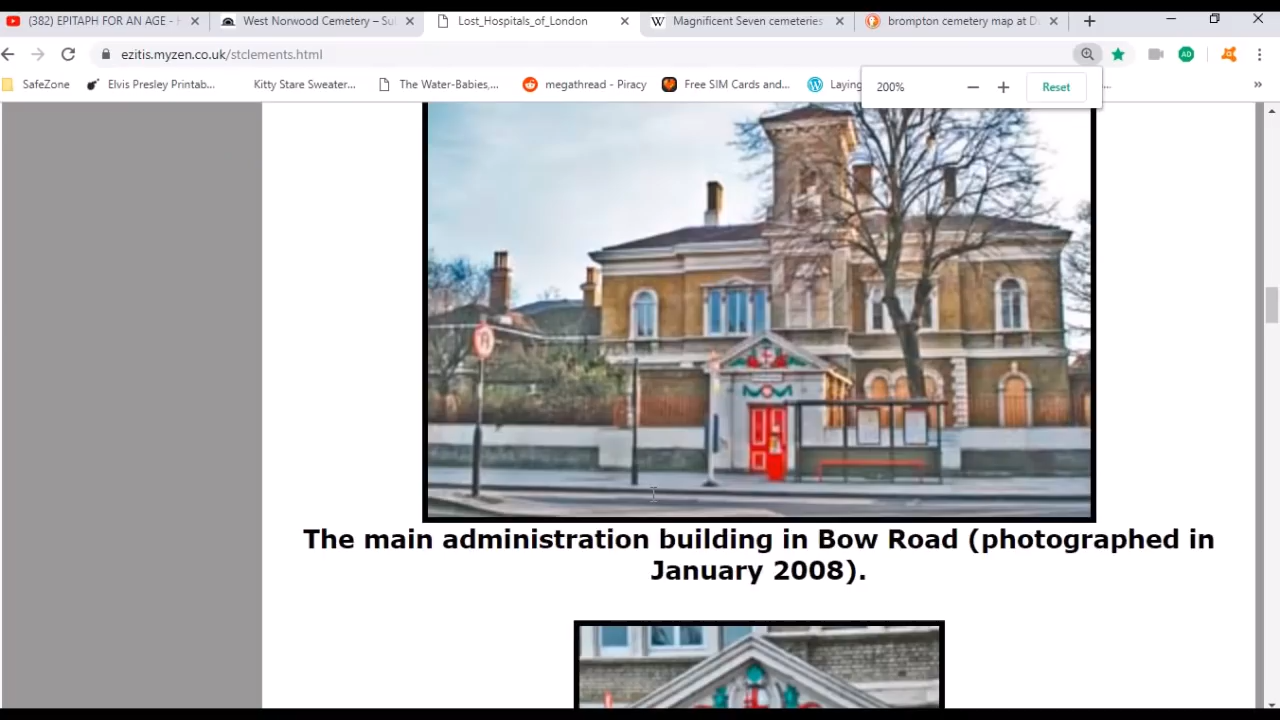 (382) EPITAPH FOR AN AGE -
West Norwood Cemetery – Su
Lost_Hospitals_of_London
Magnificent Seven cemeteries
brompton cemetery map at D
ezitis.myzen.co.uk/stclements.html
SafeZone
Elvis Presley Printab...
Kitty Stare Sweater...
The Water-Babies,...
megathread - Piracy
Free SIM Cards and...
Laying
200%
Reset
The main administration building in Bow Road (photographed in
January 2008).